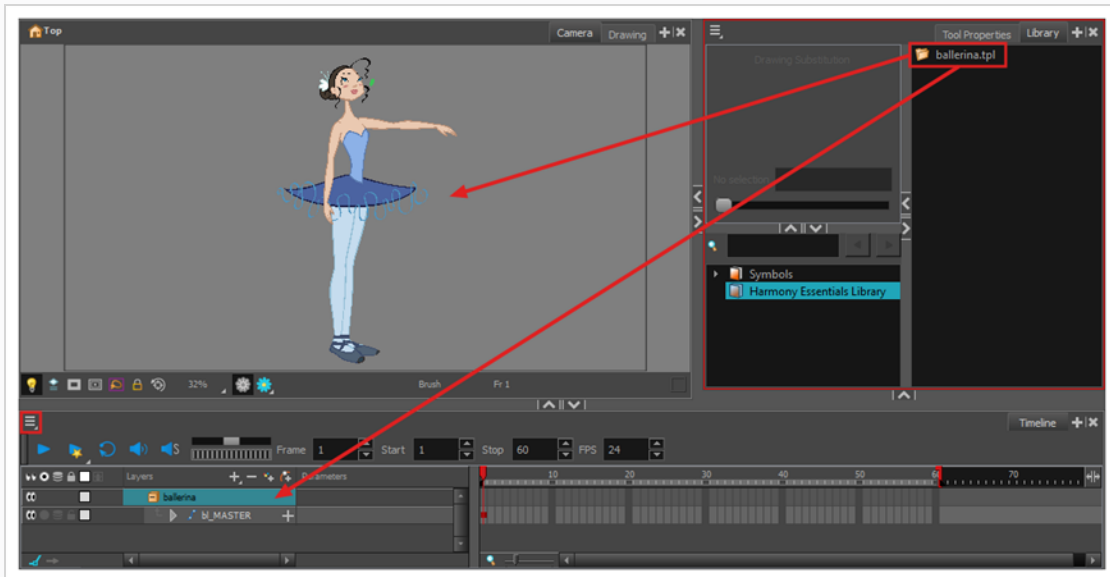 Top
Camera Drawing
Tool Properties Library
Drawing Substitution
ballerina.tpl
No selection
Symbols
Harmony Essentials Library
32% Brush Fr 1
Timeline
Frame 1 Start 1 Stop 60 FPS 24
Layers Parameters
10 20 30 40 50 60 70
ballerina
bl_MASTER